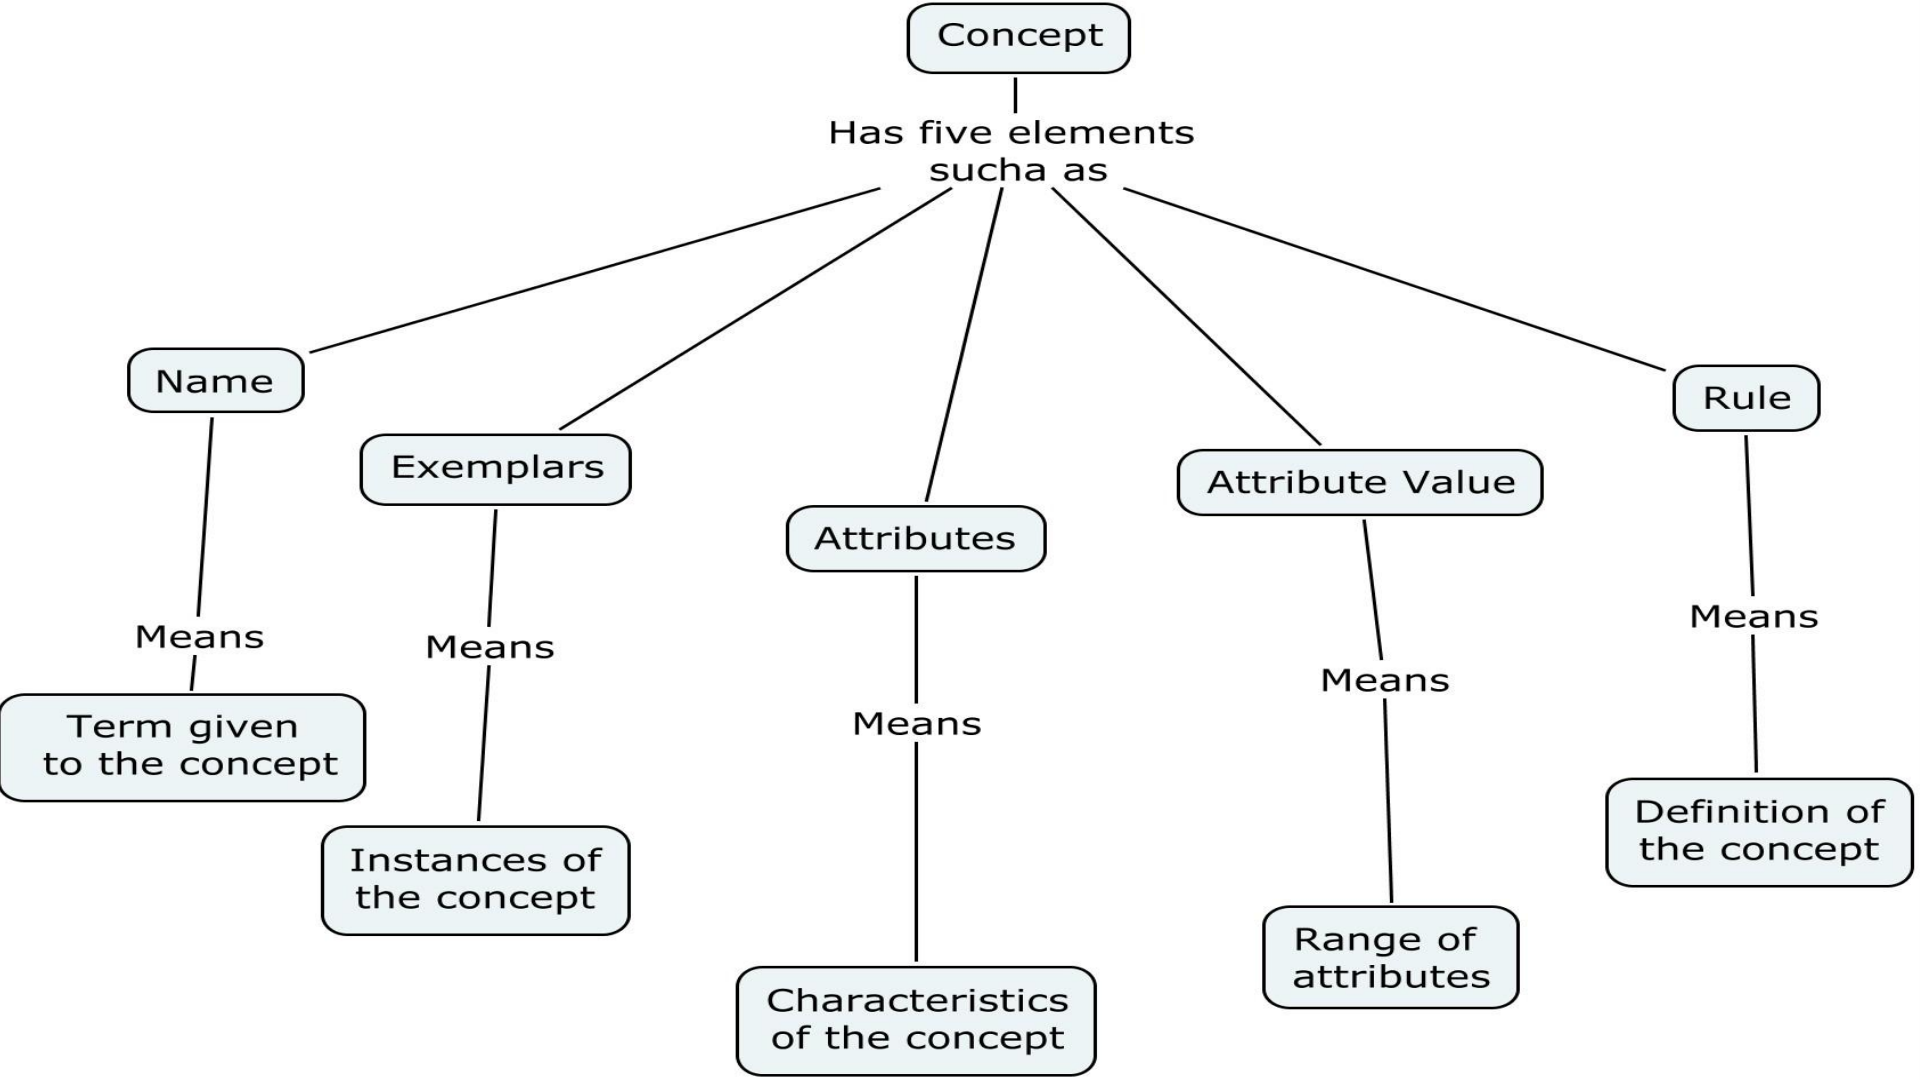 Concept
Has five elements
sucha as
Name
Exemplars
Attributes
Attribute Value
Rule
Means
Means
Means
Means
Means
Term given
to the concept
Instances of
the concept
Characteristics
of the concept
Range of
attributes
Definition of
the concept